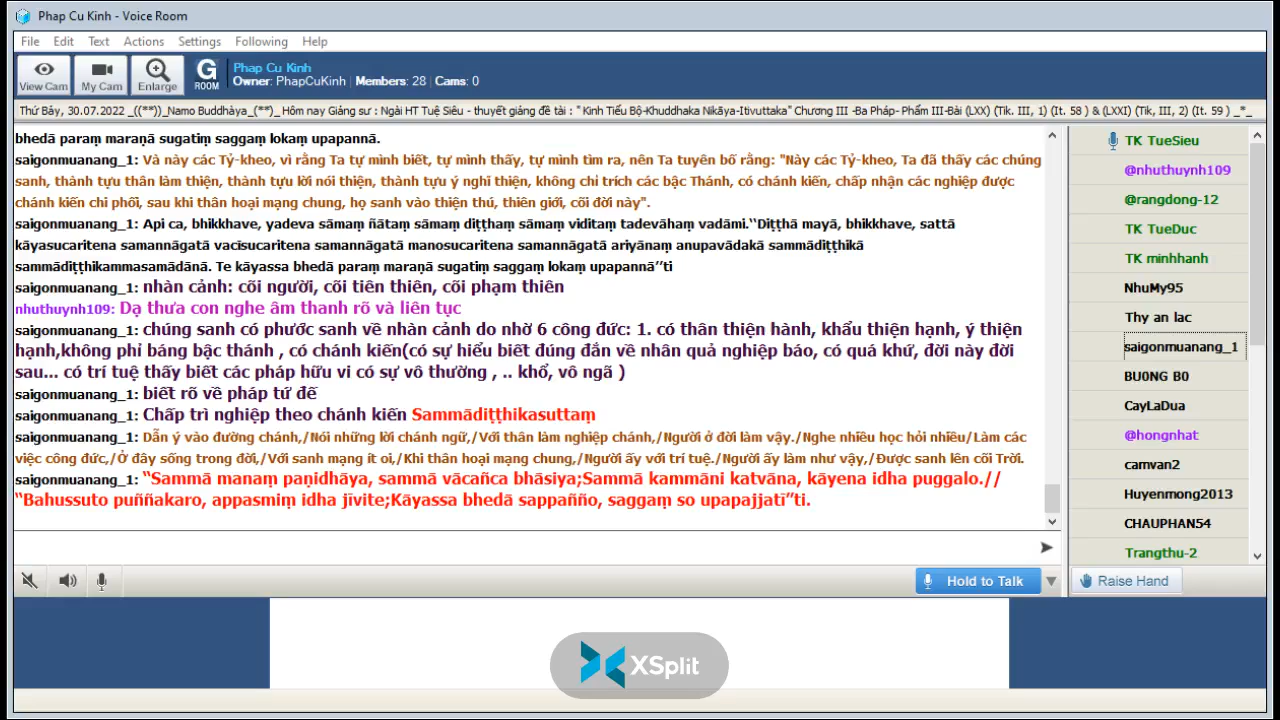 Phap Cu Kinh - Voice Room
File Edit Text Actions Settings Following Help
View Cam My Cam Enlarge G ROOM Phap Cu Kinh
Owner: PhapCuKinh Members: 28 Cams: 0
Thứ Bảy, 30.07.2022 _((**))_Namo Buddhàya_(**)_ Hôm nay Giảng sư : Ngài HT Tuệ Siêu - thuyết giảng đề tài : " Kinh Tiểu Bộ-Khuddhaka Nikāya-Itivuttaka" Chương III -Ba Pháp- Phẩm III-Bài (LXX) (Tik. III, 1) (It. 58 ) & (LXXI) (Tik, III, 2) (It. 59 ) _*_
bhedā paraṃ maraṇā sugatiṃ saggaṃ lokaṃ upapannā.
saigonmuanang_1: Và này các Tỷ-kheo, vì rằng Ta tự mình biết, tự mình thấy, tự mình tìm ra, nên Ta tuyên bố rằng: "Này các Tỷ-kheo, Ta đã thấy các chúng
sanh, thành tựu thân làm thiện, thành tựu lời nói thiện, thành tựu ý nghĩ thiện, không chỉ trích các bậc Thánh, có chánh kiến, chấp nhận các nghiệp được
chánh kiến chi phối, sau khi thân hoại mạng chung, họ sanh vào thiện thú, thiên giới, cõi đời này".
saigonmuanang_1: Api ca, bhikkhave, yadeva sāmaṃ ñātaṃ sāmaṃ diṭṭhaṃ sāmaṃ viditaṃ tadevāhaṃ vadāmi.‘‘Diṭṭhā mayā, bhikkhave, sattā
kāyasucaritena samannāgatā vacīsucaritena samannāgatā manosucaritena samannāgatā ariyānaṃ anupavādakā sammādiṭṭhikā
sammādiṭṭhikammasamādānā. Te kāyassa bhedā paraṃ maraṇā sugatiṃ saggaṃ lokaṃ upapannā’’ti
saigonmuanang_1: nhàn cảnh: cõi người, cõi tiên thiên, cõi phạm thiên
nhuthuynh109: Dạ thưa con nghe âm thanh rõ và liên tục
saigonmuanang_1: chúng sanh có phước sanh về nhàn cảnh do nhờ 6 công đức: 1. có thân thiện hành, khẩu thiện hạnh, ý thiện
hạnh,không phỉ báng bậc thánh , có chánh kiến(có sự hiểu biết đúng đắn về nhân quả nghiệp báo, có quá khứ, đời này đời
sau... có trí tuệ thấy biết các pháp hữu vi có sự vô thường , .. khổ, vô ngã )
saigonmuanang_1: biết rõ về pháp tứ đế
saigonmuanang_1: Chấp trì nghiệp theo chánh kiến Sammādiṭṭhikasuttaṃ
saigonmuanang_1: Dẫn ý vào đường chánh,/Nói những lời chánh ngữ,/Với thân làm nghiệp chánh,/Người ở đời làm vậy./Nghe nhiều học hỏi nhiều/Làm các
việc công đức,/Ở đây sống trong đời,/Với sanh mạng ít oi,/Khi thân hoại mạng chung,/Người ấy với trí tuệ./Người ấy làm như vậy,/Được sanh lên cõi Trời.
saigonmuanang_1: “Sammā manaṃ paṇidhāya, sammā vācañca bhāsiya;Sammā kammāni katvāna, kāyena idha puggalo.//
“Bahussuto puññakaro, appasmiṃ idha jīvite;Kāyassa bhedā sappañño, saggaṃ so upapajjatī”ti.
TK TueSieu
@nhuthuynh109
@rangdong-12
TK TueDuc
TK minhhanh
NhuMy95
Thy an lac
saigonmuanang_1
BU0NG B0
CayLaDua
@hongnhat
camvan2
Huyenmong2013
CHAUPHAN54
Trangthu-2
Hold to Talk
Raise Hand
XSplit